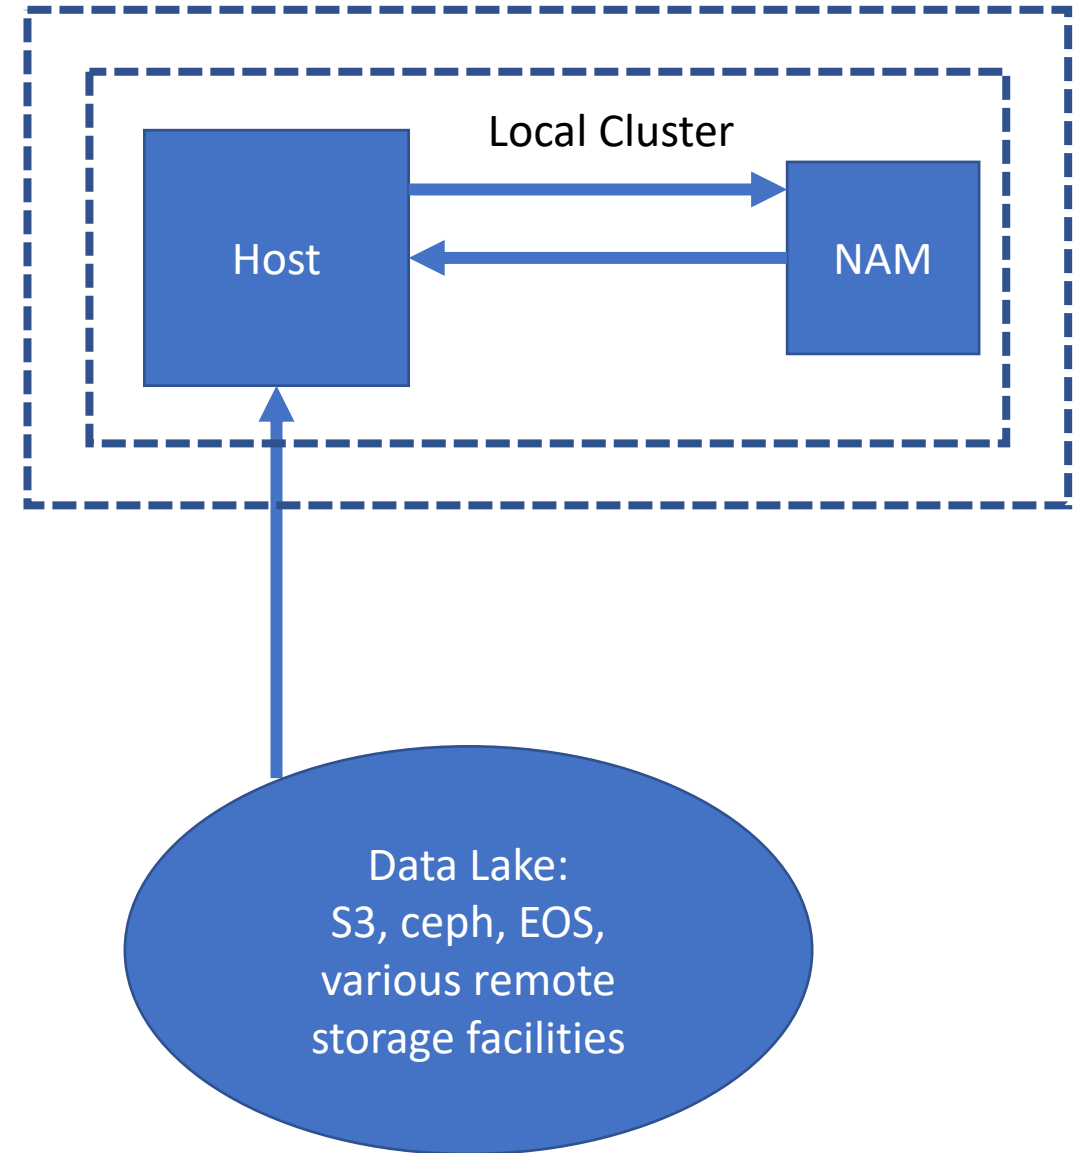 Local Cluster
Host
NAM
Data Lake:
S3, ceph, EOS,
various remote
storage facilities